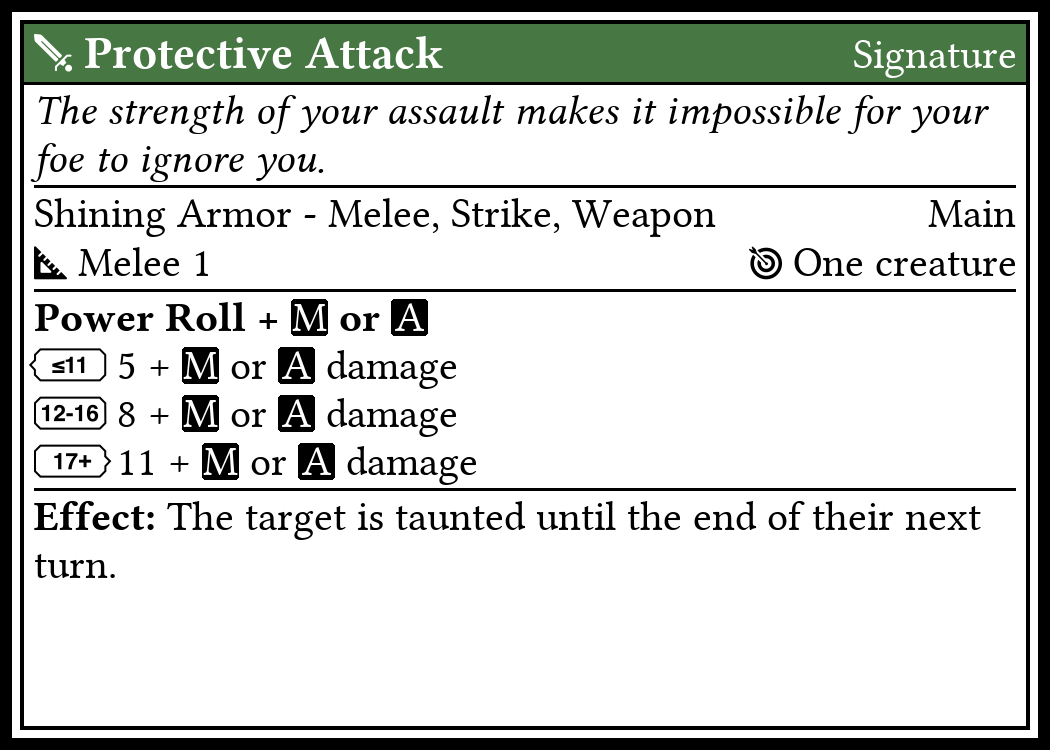 Protective Attack Signature
The strength of your assault makes it impossible for your
foe to ignore you.
Shining Armor - Melee, Strike, Weapon Main
Melee 1 One creature
Power Roll + M or A
≤11 5 + M or A damage
12-16 8 + M or A damage
17+ 11 + M or A damage
Effect: The target is taunted until the end of their next
turn.